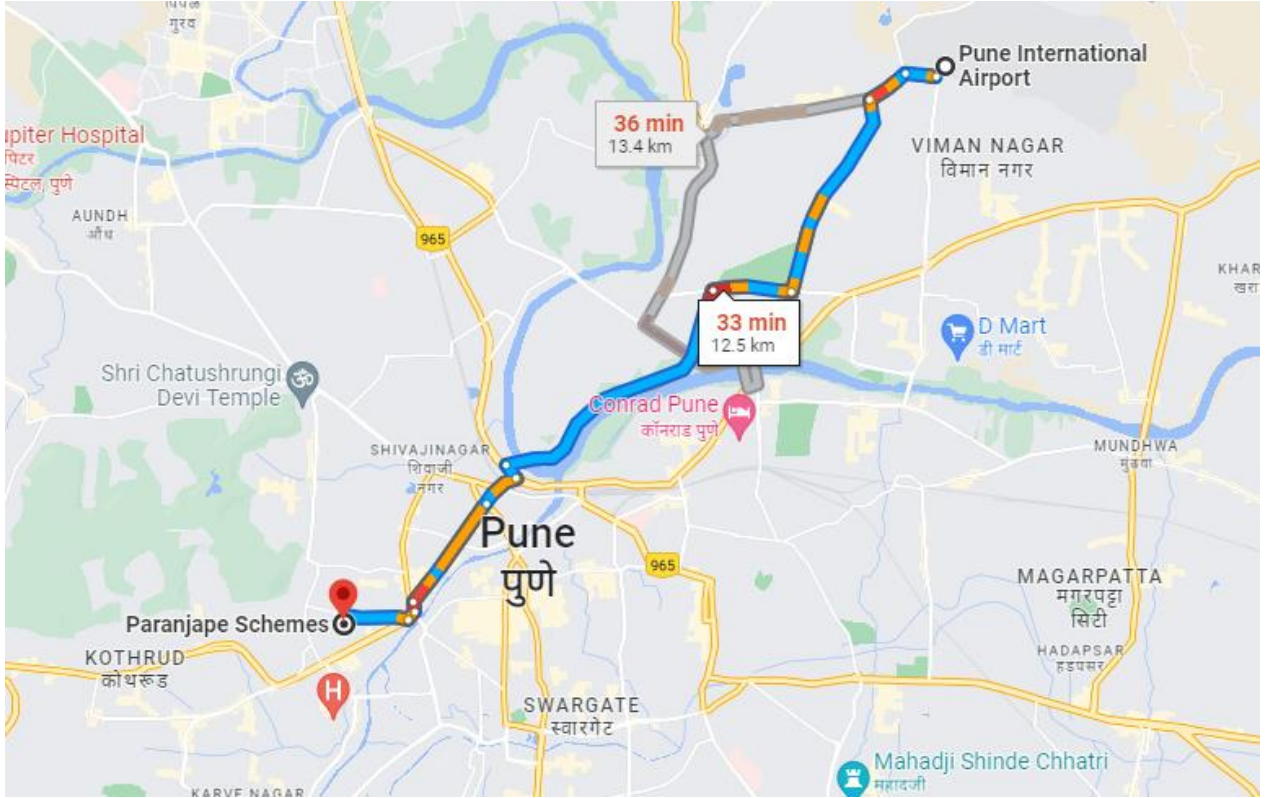 पिंपळे
गुरव
Pune International
Airport
36 min
13.4 km
upiter Hospital
पिटर
स्पिटल, पुणे
VIMAN NAGAR
विमान नगर
AUNDH
औंध
965
KHAR
खरा
33 min
12.5 km
D Mart
डी मार्ट
Shri Chatushrungi
Devi Temple
Conrad Pune
कॉनराड पुणे
SHIVAJINAGAR
शिवाजी
नगर
MUNDHWA
मुंढवा
Pune
पुणे
965
MAGARPATTA
मगरपट्टा
सिटी
Paranjape Schemes
KOTHRUD
कोथरूड
HADAPSAR
हडपसर
H
SWARGATE
स्वारगेट
Mahadji Shinde Chhatri
महादजी
KARVE NAGAR